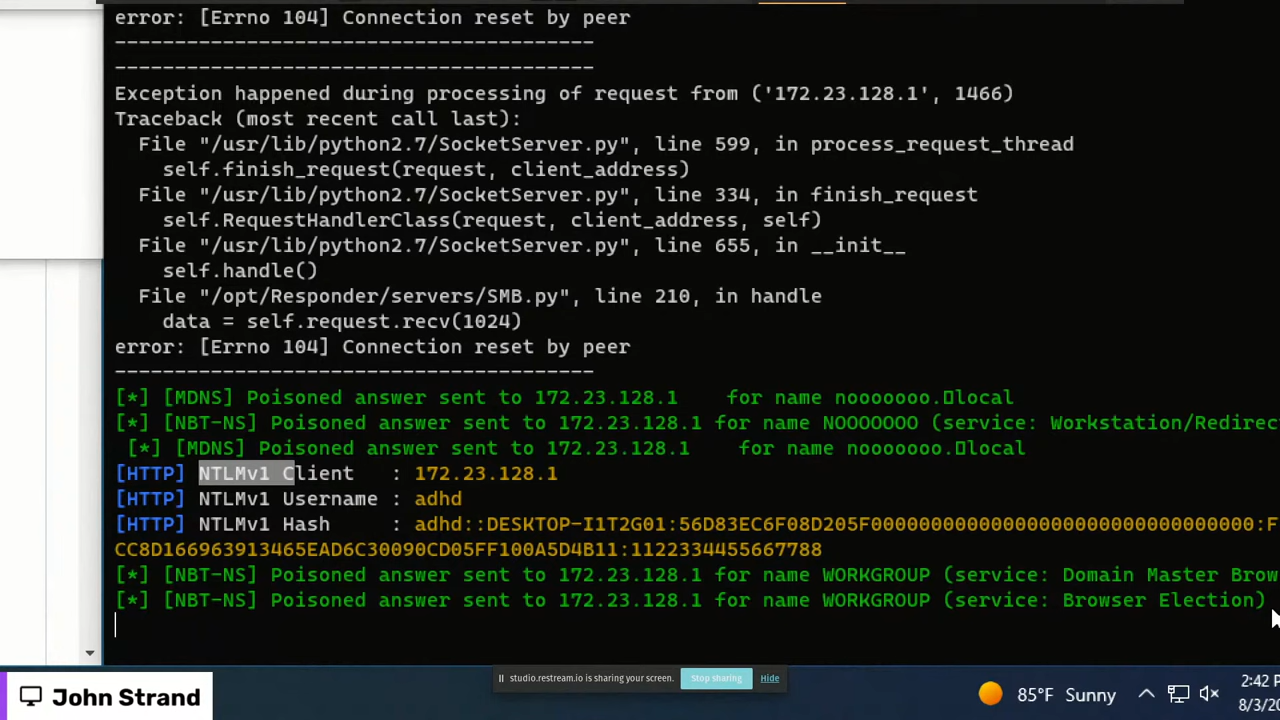 error: [Errno 104] Connection reset by peer
----------------------------------------
----------------------------------------
Exception happened during processing of request from ('172.23.128.1', 1466)
Traceback (most recent call last):
  File "/usr/lib/python2.7/SocketServer.py", line 599, in process_request_thread
    self.finish_request(request, client_address)
  File "/usr/lib/python2.7/SocketServer.py", line 334, in finish_request
    self.RequestHandlerClass(request, client_address, self)
  File "/usr/lib/python2.7/SocketServer.py", line 655, in __init__
    self.handle()
  File "/opt/Responder/servers/SMB.py", line 210, in handle
    data = self.request.recv(1024)
error: [Errno 104] Connection reset by peer
----------------------------------------
[*] [MDNS] Poisoned answer sent to 172.23.128.1    for name nooooooo.local
[*] [NBT-NS] Poisoned answer sent to 172.23.128.1 for name NOOOOOOO (service: Workstation/Redirec
 [*] [MDNS] Poisoned answer sent to 172.23.128.1    for name nooooooo.local
[HTTP] NTLMv1 Client   : 172.23.128.1
[HTTP] NTLMv1 Username : adhd
[HTTP] NTLMv1 Hash     : adhd::DESKTOP-I1T2G01:56D83EC6F08D205F00000000000000000000000000000000:F
CC8D166963913465EAD6C30090CD05FF100A5D4B11:1122334455667788
[*] [NBT-NS] Poisoned answer sent to 172.23.128.1 for name WORKGROUP (service: Domain Master Brow
[*] [NBT-NS] Poisoned answer sent to 172.23.128.1 for name WORKGROUP (service: Browser Election)
studio.restream.io is sharing your screen. Stop sharing Hide
John Strand
85°F Sunny
2:42 P
8/3/20